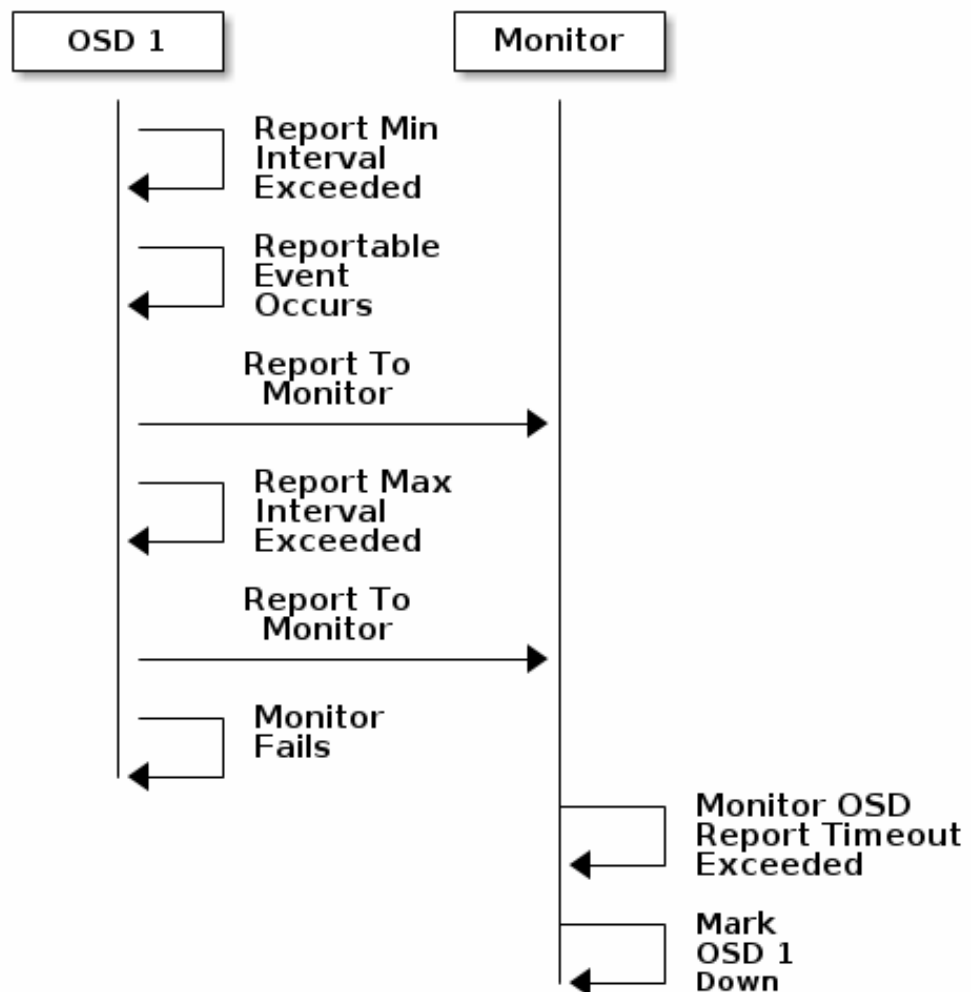 OSD 1
Monitor
Report Min
Interval
Exceeded
Reportable
Event
Occurs
Report To
Monitor
Report Max
Interval
Exceeded
Report To
Monitor
Monitor
Fails
Monitor OSD
Report Timeout
Exceeded
Mark
OSD 1
Down